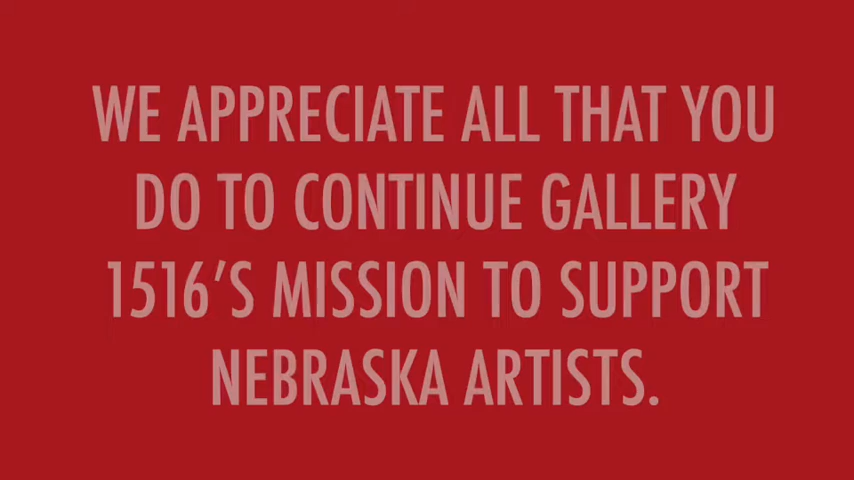 WE APPRECIATE ALL THAT YOU
DO TO CONTINUE GALLERY
1516’S MISSION TO SUPPORT
NEBRASKA ARTISTS.